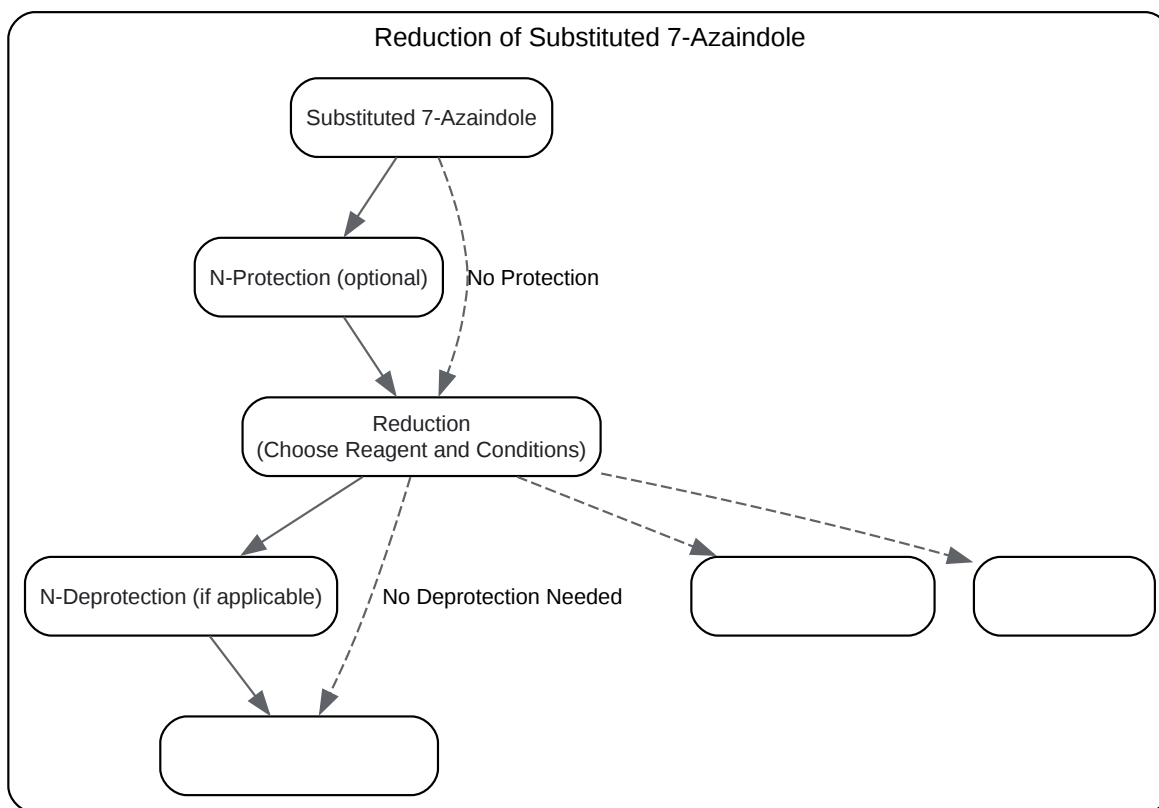 Reduction of Substituted 7-Azaindole
Substituted 7-Azaindole
N-Protection (optional)
No Protection
Reduction
(Choose Reagent and Conditions)
N-Deprotection (if applicable)
No Deprotection Needed